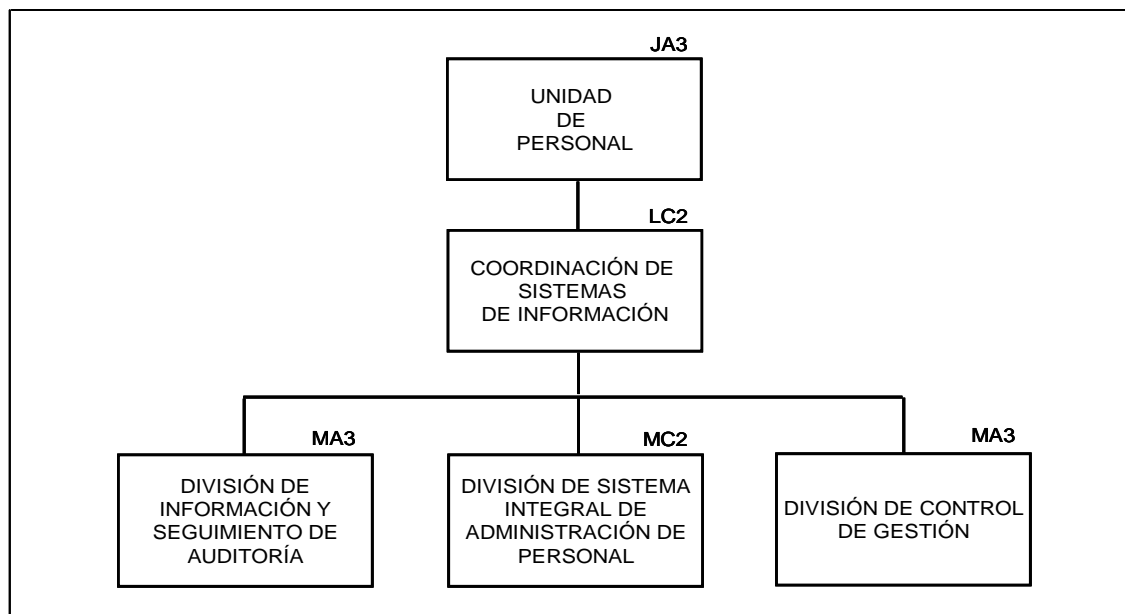 JA3
UNIDAD
DE
PERSONAL
LC2
COORDINACIÓN DE
SISTEMAS
DE INFORMACIÓN
MA3
DIVISIÓN DE
INFORMACIÓN Y
SEGUIMIENTO DE
AUDITORÍA
MC2
DIVISIÓN DE SISTEMA
INTEGRAL DE
ADMINISTRACIÓN DE
PERSONAL
MA3
DIVISIÓN DE CONTROL
DE GESTIÓN